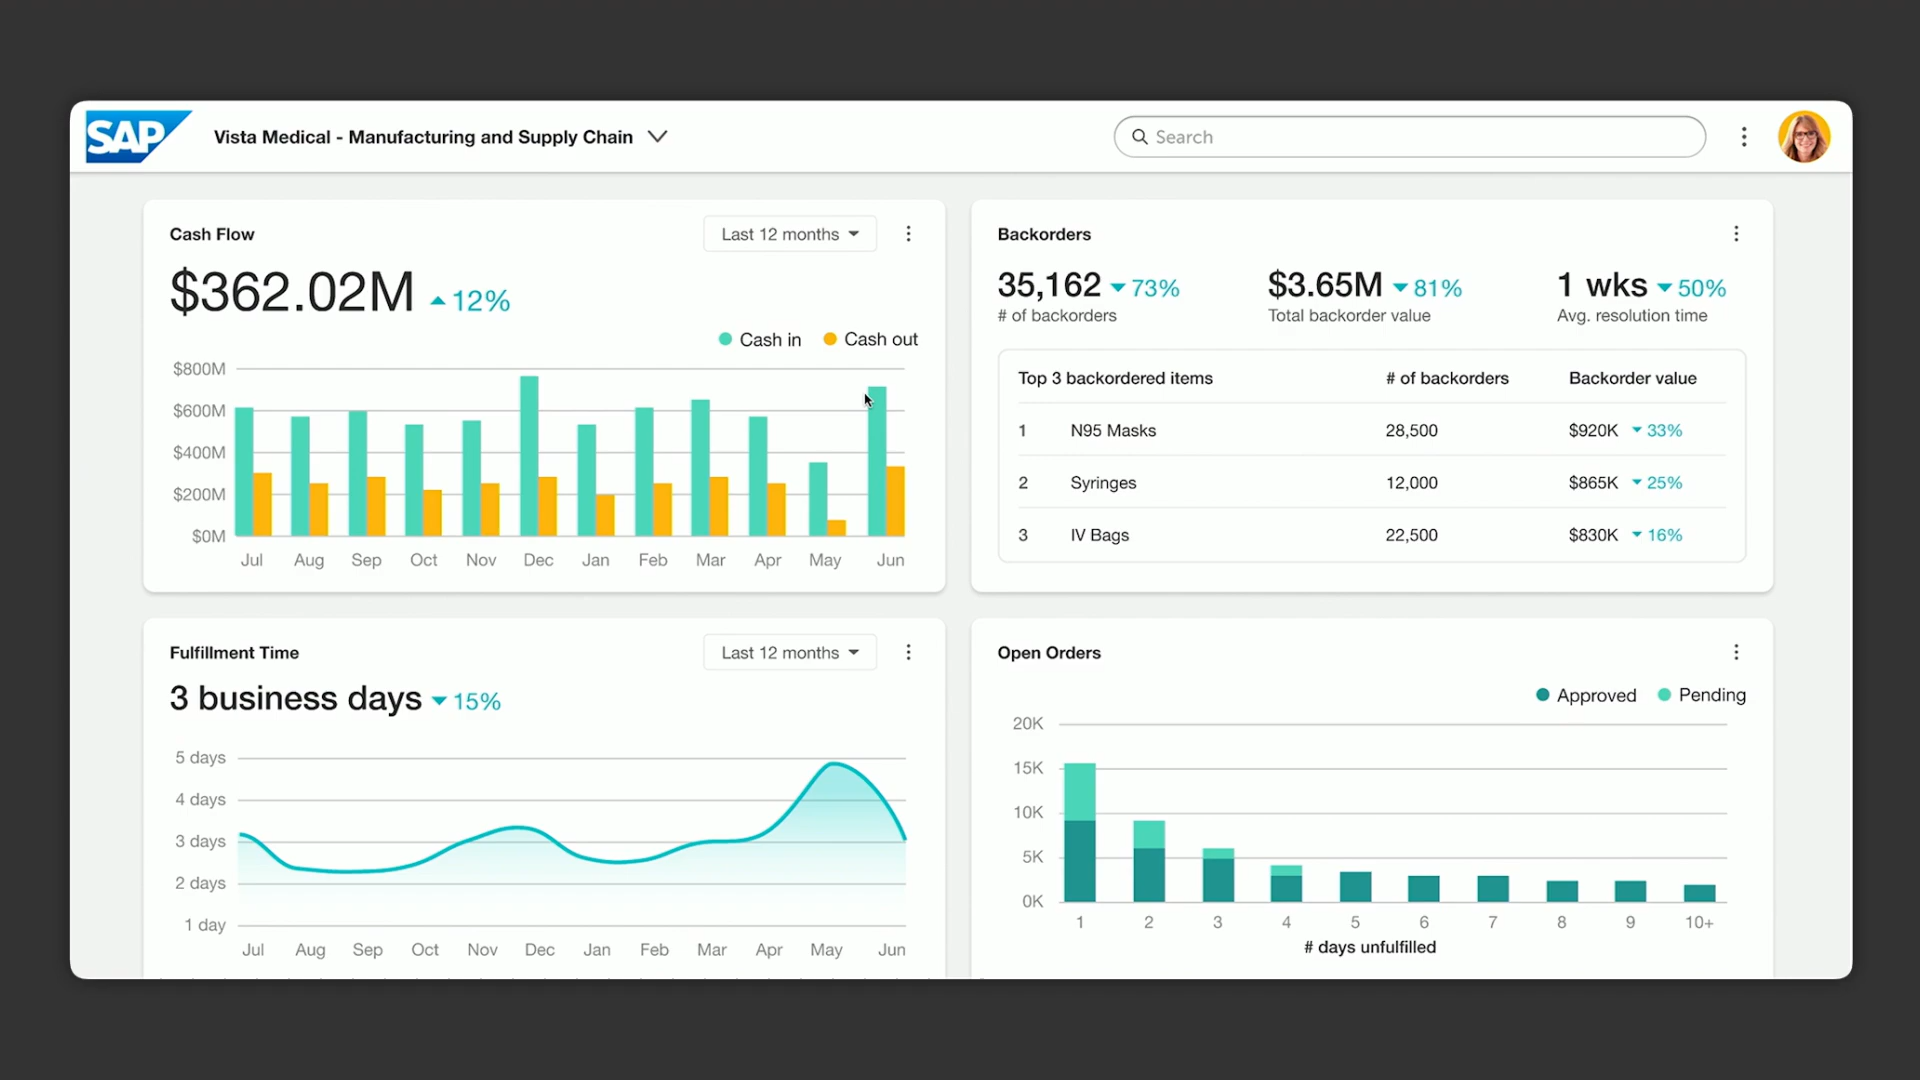 SAP
Vista Medical - Manufacturing and Supply Chain
Search
Cash Flow
Last 12 months
$362.02M 12%
Cash in Cash out
$800M
$600M
$400M
$200M
$0M
Jul Aug Sep Oct Nov Dec Jan Feb Mar Apr May Jun
Backorders
35,162 73%
# of backorders
$3.65M 81%
Total backorder value
1 wks 50%
Avg. resolution time
Top 3 backordered items # of backorders Backorder value
1 N95 Masks 28,500 $920K 33%
2 Syringes 12,000 $865K 25%
3 IV Bags 22,500 $830K 16%
Fulfillment Time
Last 12 months
3 business days 15%
5 days
4 days
3 days
2 days
1 day
Jul Aug Sep Oct Nov Dec Jan Feb Mar Apr May Jun
Open Orders
Approved Pending
20K
15K
10K
5K
0K
1 2 3 4 5 6 7 8 9 10+
# days unfulfilled